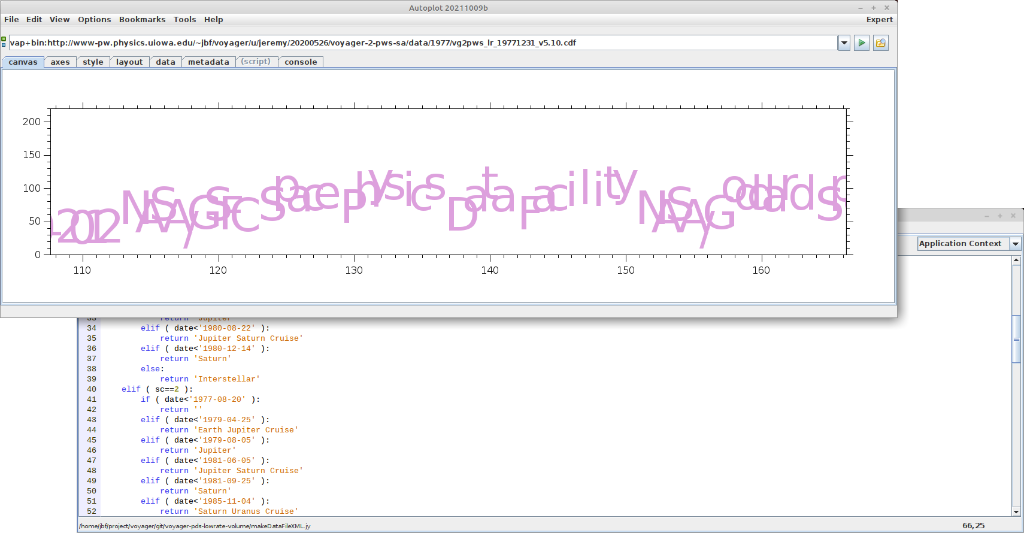 Autoplot 20211009b
File Edit View Options Bookmarks Tools Help Expert
vap+bin:http://www-pw.physics.uiowa.edu/~jbf/voyager/u/jeremy/20200526/voyager-2-pws-sa/data/1977/vg2pws_lr_19771231_v5.10.cdf
canvas axes style layout data metadata (script) console
200
150
100
50
0
110 120 130 140 150 160
Space Physics Data Facility
Application Context
33 return 'Jupiter'
34 elif ( date<'1980-08-22' ):
35 return 'Jupiter Saturn Cruise'
36 elif ( date<'1980-12-14' ):
37 return 'Saturn'
38 else:
39 return 'Interstellar'
40 elif ( sc==2 ):
41 if ( date<'1977-08-20' ):
42 return ''
43 elif ( date<'1979-04-25' ):
44 return 'Earth Jupiter Cruise'
45 elif ( date<'1979-08-05' ):
46 return 'Jupiter'
47 elif ( date<'1981-06-05' ):
48 return 'Jupiter Saturn Cruise'
49 elif ( date<'1981-09-25' ):
50 return 'Saturn'
51 elif ( date<'1985-11-04' ):
52 return 'Saturn Uranus Cruise'
/home/jbf/project/voyager/git/voyager-pds-lowrate-volume/makeDataFileXML.jy
66,25